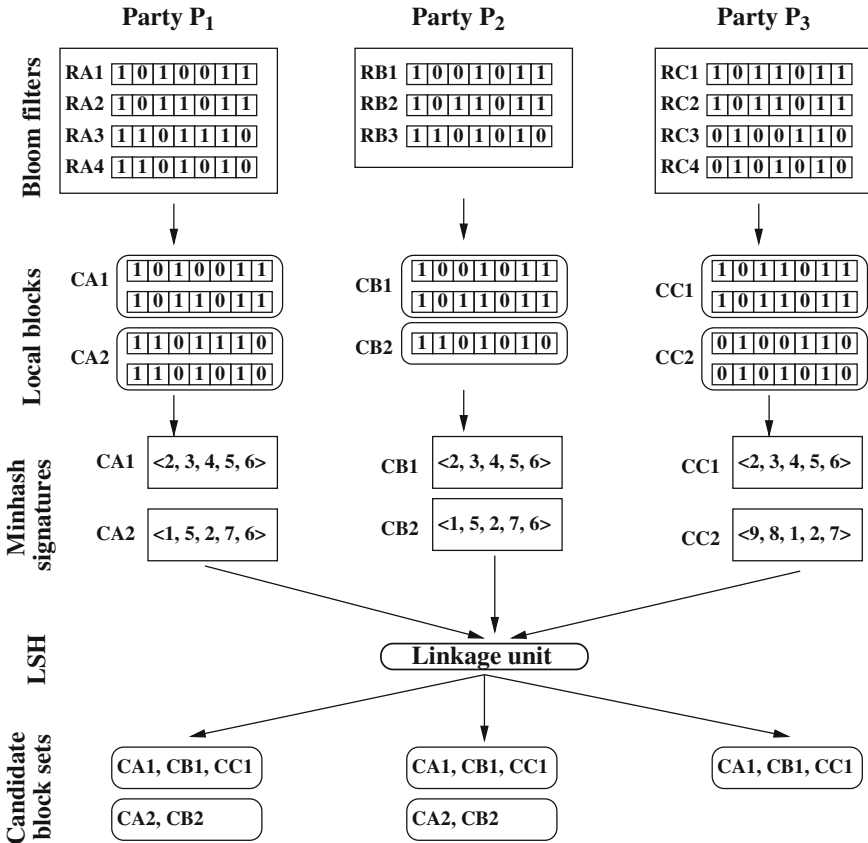 Party P1 Party P2 Party P3
Bloom filters
RA1 1 0 1 0 0 1 1
RA2 1 0 1 1 0 1 1
RA3 1 1 0 1 1 1 0
RA4 1 1 0 1 0 1 0
RB1 1 0 0 1 0 1 1
RB2 1 0 1 1 0 1 1
RB3 1 1 0 1 0 1 0
RC1 1 0 1 1 0 1 1
RC2 1 0 1 1 0 1 1
RC3 0 1 0 0 1 1 0
RC4 0 1 0 1 0 1 0
Local blocks
CA1
1 0 1 0 0 1 1
1 0 1 1 0 1 1
CA2
1 1 0 1 1 1 0
1 1 0 1 0 1 0
CB1
1 0 0 1 0 1 1
1 0 1 1 0 1 1
CB2
1 1 0 1 0 1 0
CC1
1 0 1 1 0 1 1
1 0 1 1 0 1 1
CC2
0 1 0 0 1 1 0
0 1 0 1 0 1 0
Minhash
signatures
CA1 <2, 3, 4, 5, 6>
CA2 <1, 5, 2, 7, 6>
CB1 <2, 3, 4, 5, 6>
CB2 <1, 5, 2, 7, 6>
CC1 <2, 3, 4, 5, 6>
CC2 <9, 8, 1, 2, 7>
LSH
Linkage unit
Candidate
block sets
CA1, CB1, CC1
CA2, CB2
CA1, CB1, CC1
CA2, CB2
CA1, CB1, CC1